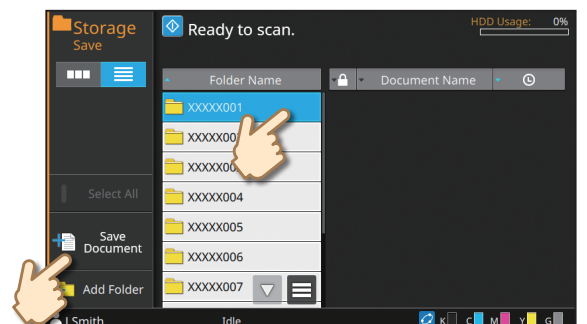 Storage
Save
Ready to scan.
HDD Usage: 0%
Folder Name
Document Name
XXXXX001
XXXXX004
XXXXX005
XXXXX006
XXXXX007
Select All
Save
Document
Add Folder
Smith
Idle
K C M Y G